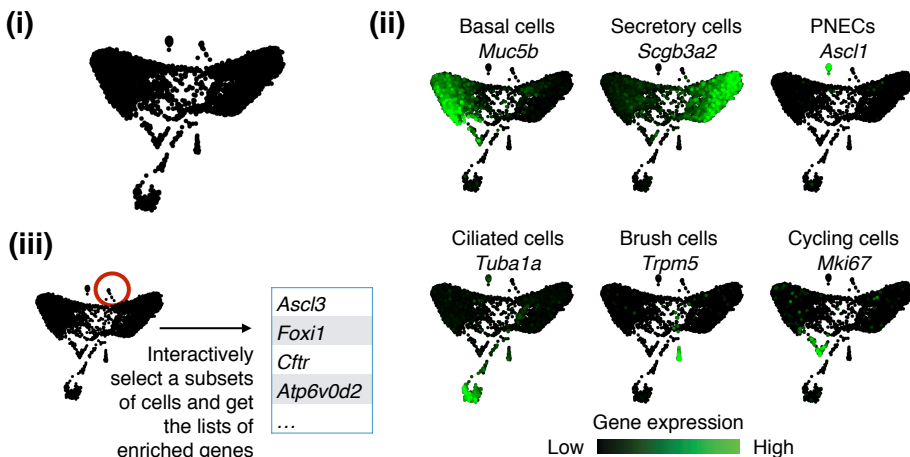 (i)
(ii)
Basal cells
Muc5b
Secretory cells
Scgb3a2
PNECs
Ascl1
Ciliated cells
Tuba1a
Brush cells
Trpm5
Cycling cells
Mki67
Gene expression
Low
High
(iii)
Interactively
select a subsets
of cells and get
the lists of
enriched genes
Ascl3
Foxi1
Cftr
Atp6v0d2
…